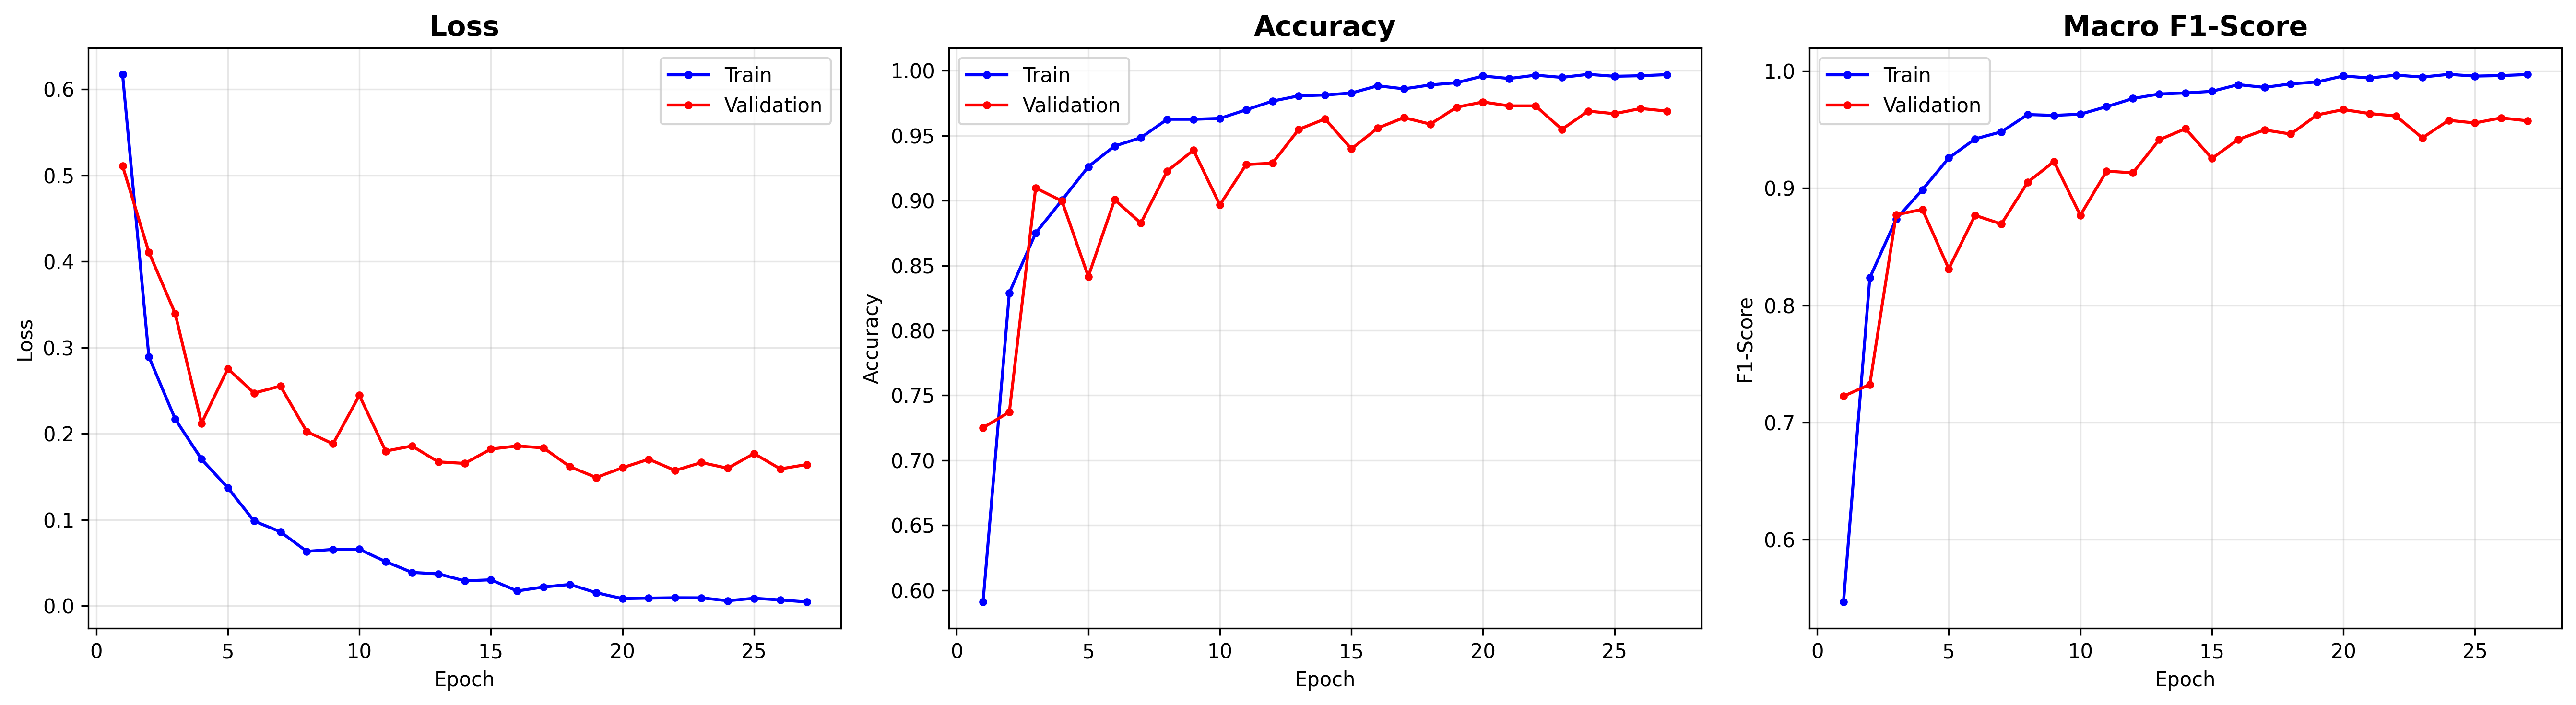 Loss
Train
Validation
0.6
0.5
0.4
0.3
0.2
0.1
0.0
Loss
0 5 10 15 20 25
Epoch
Accuracy
Train
Validation
1.00
0.95
0.90
0.85
0.80
0.75
0.70
0.65
0.60
Accuracy
0 5 10 15 20 25
Epoch
Macro F1-Score
Train
Validation
1.0
0.9
0.8
0.7
0.6
F1-Score
0 5 10 15 20 25
Epoch